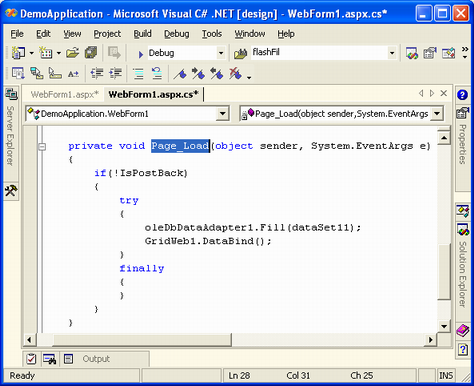 DemoApplication - Microsoft Visual C# .NET [design] - WebForm1.aspx.cs*
File Edit View Project Build Debug Tools Window Help
Debug flashFil
WebForm1.aspx* WebForm1.aspx.cs*
DemoApplication.WebForm1 Page_Load(object sender,System.EventArgs
Server Explorer
Properties
Solution Explorer
private void Page_Load(object sender, System.EventArgs e)
{
if(!IsPostBack)
{
try
{
oleDbDataAdapter1.Fill(dataSet11);
GridWeb1.DataBind();
}
finally
{
}
}
}
Output
Ready Ln 28 Col 31 Ch 25 INS